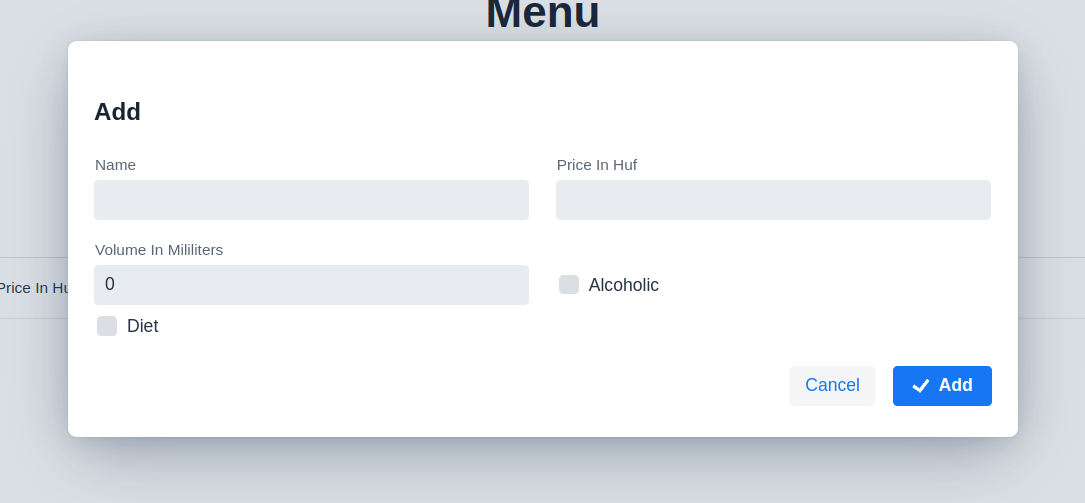 Menu
Add
Name
Price In Huf
Volume In Mililiters
0
Alcoholic
Price In Hu
Diet
Cancel
Add